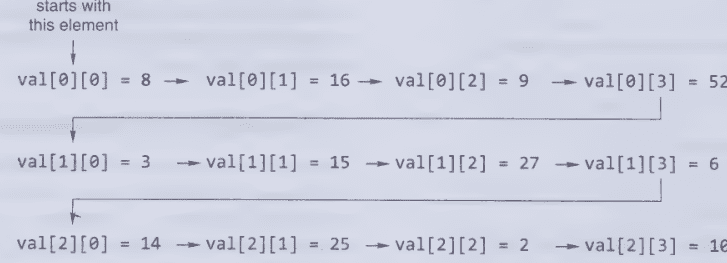 starts with
this element
val[0][0] = 8 → val[0][1] = 16 → val[0][2] = 9 → val[0][3] = 52
val[1][0] = 3 → val[1][1] = 15 → val[1][2] = 27 → val[1][3] = 6
val[2][0] = 14 → val[2][1] = 25 → val[2][2] = 2 → val[2][3] = 10